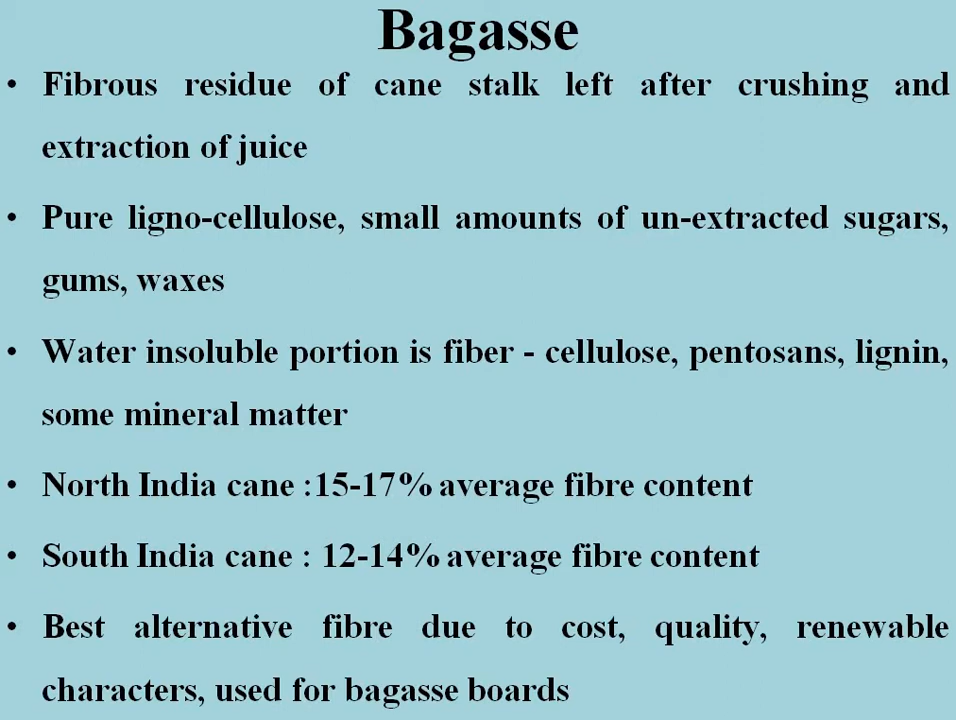 Bagasse
• Fibrous residue of cane stalk left after crushing and
extraction of juice
• Pure ligno-cellulose, small amounts of un-extracted sugars,
gums, waxes
• Water insoluble portion is fiber - cellulose, pentosans, lignin,
some mineral matter
• North India cane :15-17% average fibre content
• South India cane : 12-14% average fibre content
• Best alternative fibre due to cost, quality, renewable
characters, used for bagasse boards